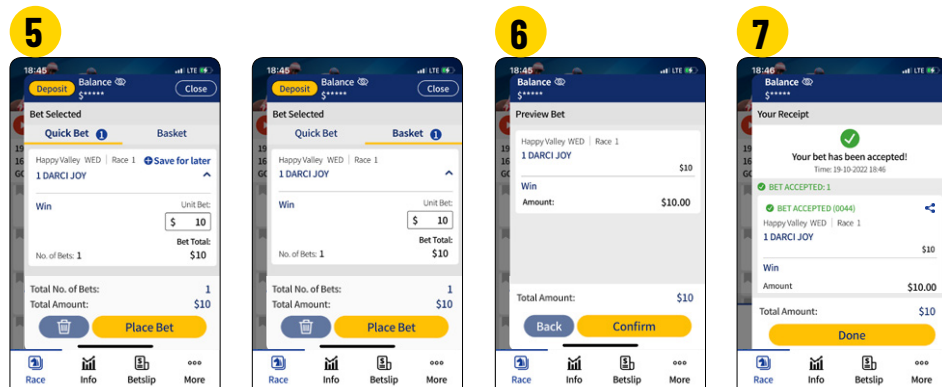 5
18:45
LTE
Deposit
Balance
$*****
Close
Bet Selected
Quick Bet 1
Basket
Happy Valley WED | Race 1
Save for later
1 DARCI JOY
Win
Unit Bet:
$ 10
Bet Total:
No. of Bets: 1
$10
Total No. of Bets: 1
Total Amount: $10
Place Bet
Race
Info
Betslip
More
18:45
LTE
Deposit
Balance
$*****
Close
Bet Selected
Quick Bet
Basket 1
Happy Valley WED | Race 1
1 DARCI JOY
Win
Unit Bet:
$ 10
Bet Total:
No. of Bets: 1
$10
Total No. of Bets: 1
Total Amount: $10
Place Bet
Race
Info
Betslip
More
6
18:45
LTE
Balance
$*****
Preview Bet
Happy Valley WED | Race 1
1 DARCI JOY
$10
Win
Amount: $10.00
Total Amount: $10
Back
Confirm
Race
Info
Betslip
More
7
18:46
LTE
Balance
$*****
Your Receipt
Your bet has been accepted!
Time: 19-10-2022 18:46
BET ACCEPTED: 1
BET ACCEPTED (0044)
Happy Valley WED | Race 1
1 DARCI JOY
$10
Win
Amount $10.00
Total Amount: $10
Done
Race
Info
Betslip
More